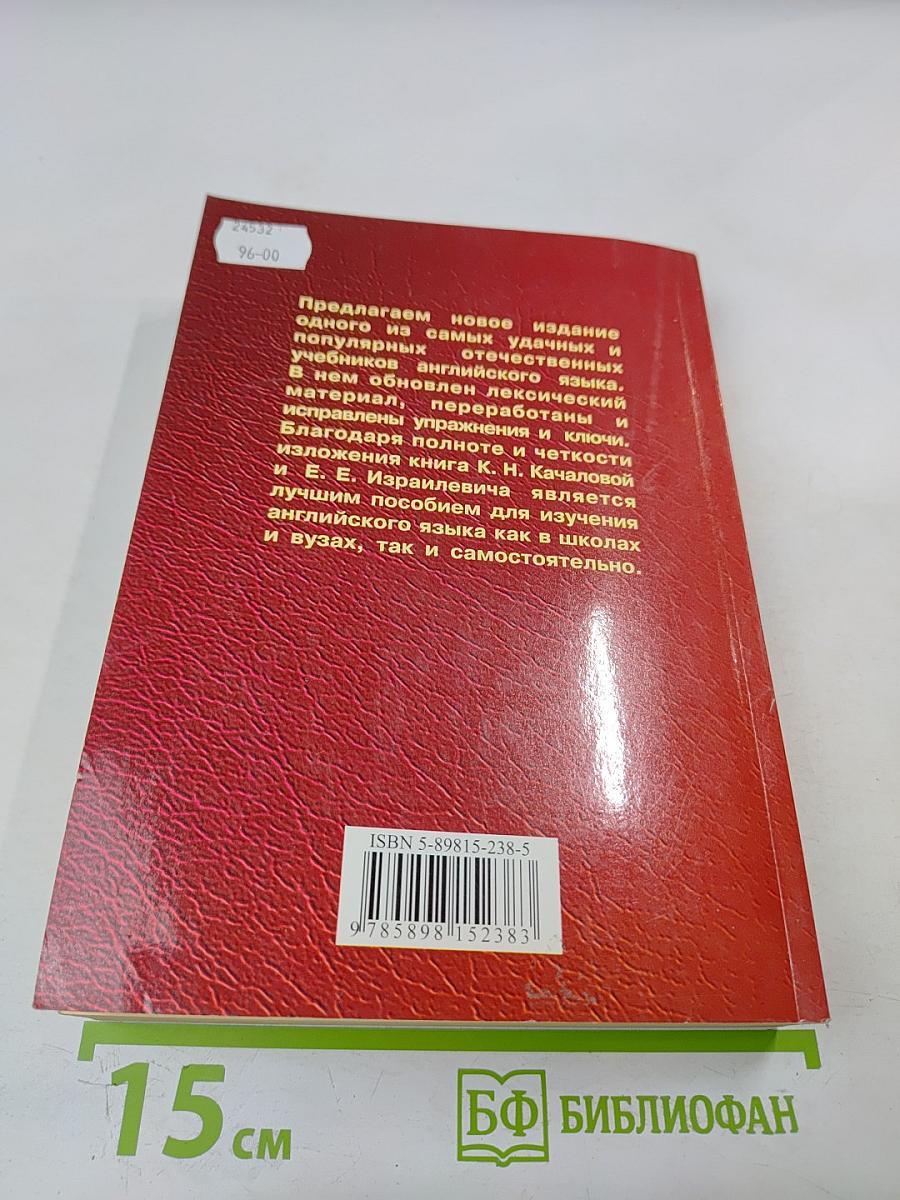 24532
96-00
Предлагаем новое издание
одного из самых удачных и
популярных отечественных
учебников английского языка.
В нем обновлен лексический
материал, переработаны и
исправлены упражнения и ключи.
Благодаря полноте и четкости
изложения книга К. Н. Качаловой
и Е. Е. Израилевича является
лучшим пособием для изучения
английского языка как в школах
и вузах, так и самостоятельно.
ISBN 5-89815-238-5
9 785898 152383
15 см
БФ БИБЛИОФАН